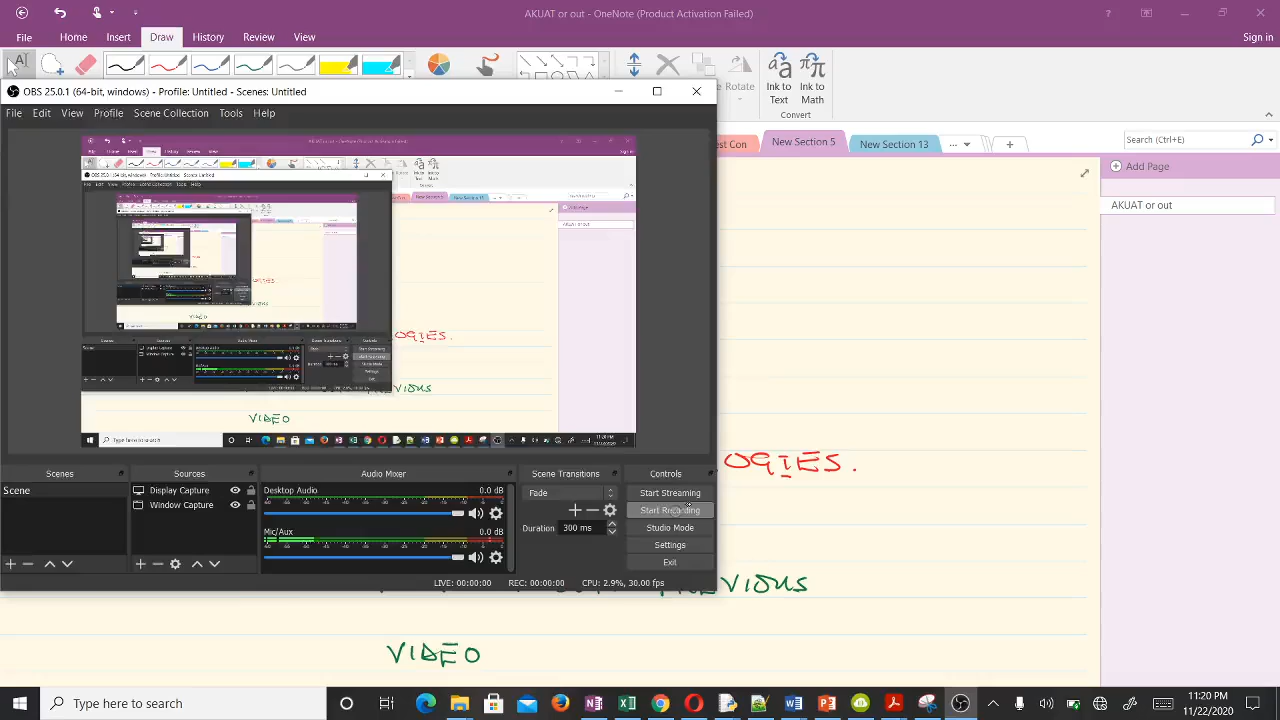 AKUAT or out - OneNote (Product Activation Failed)
File Home Insert Draw History Review View
Sign in
Rotate
Ink to Text
Ink to Math
Convert
OBS 25.0.1 (64-bit, windows) - Profile: Untitled - Scenes: Untitled
File Edit View Profile Scene Collection Tools Help
est Con
New Section 5
New Section 13
...
Search (Ctrl+E)
Add Page
AKUAT or out
OGIES.
VIDEO
Scenes
Sources
Audio Mixer
Scene Transitions
Controls
Scene
Display Capture
Window Capture
Desktop Audio 0.0 dB
Mic/Aux 0.0 dB
Fade
Duration 300 ms
Start Streaming
Start Recording
Studio Mode
Settings
Exit
LIVE: 00:00:00 REC: 00:00:00 CPU: 2.9%, 30.00 fps
OGIES.
PREVIOUS
VIDEO
Type here to search
11:20 PM
11/22/2020